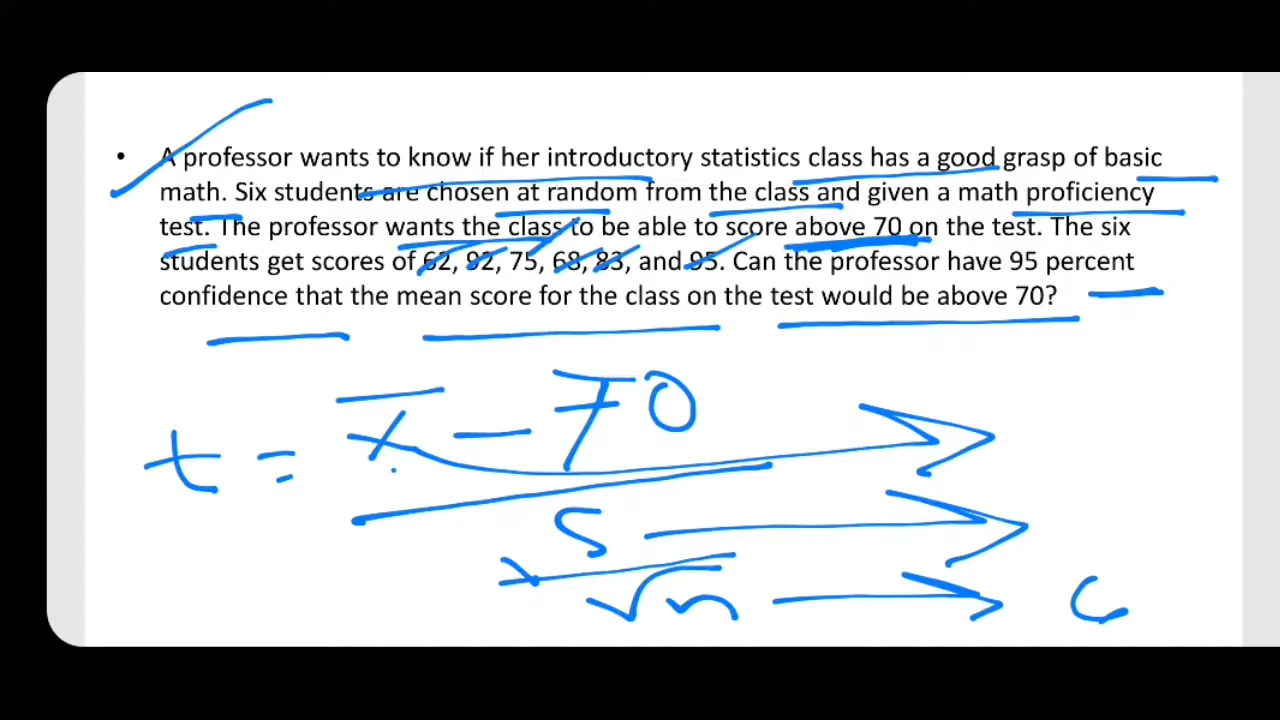 • A professor wants to know if her introductory statistics class has a good grasp of basic
math. Six students are chosen at random from the class and given a math proficiency
test. The professor wants the class to be able to score above 70 on the test. The six
students get scores of 62, 92, 75, 68, 83, and 95. Can the professor have 95 percent
confidence that the mean score for the class on the test would be above 70?
t = x̄ - 70
s
√n → 6